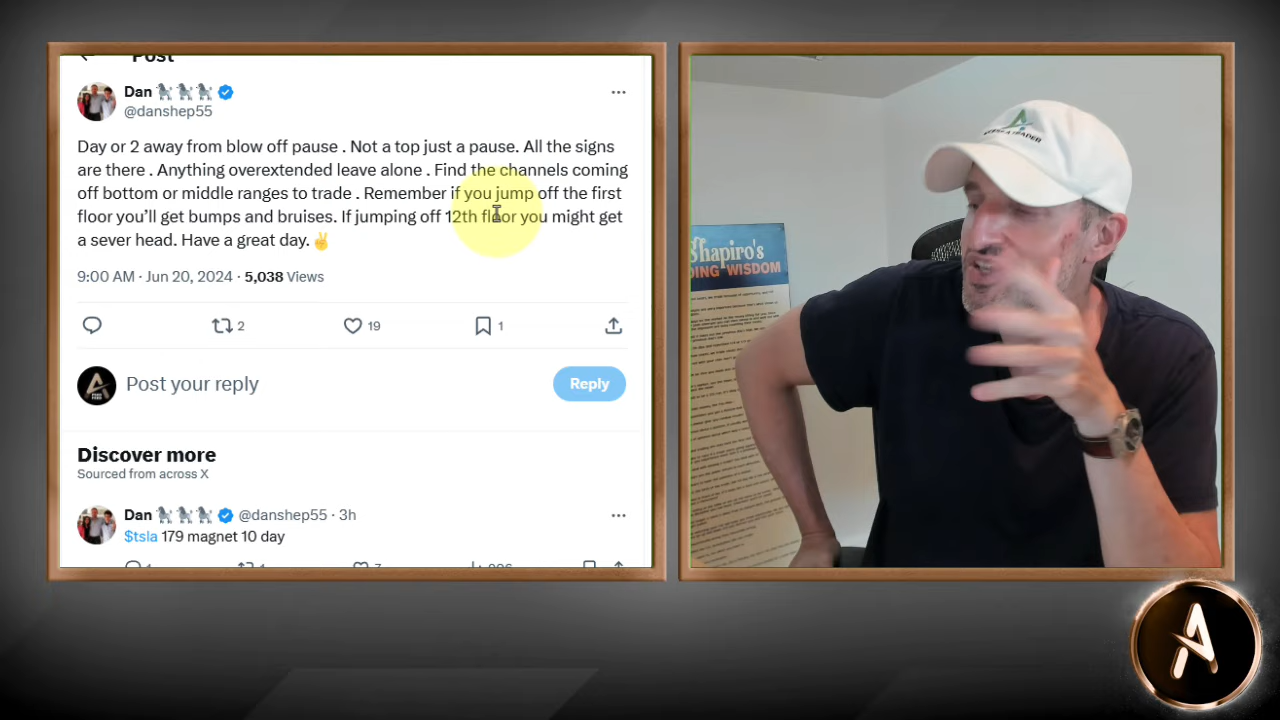 Post
Dan
@danshep55
Day or 2 away from blow off pause . Not a top just a pause. All the signs
are there . Anything overextended leave alone . Find the channels coming
off bottom or middle ranges to trade . Remember if you jump off the first
floor you’ll get bumps and bruises. If jumping off 12th floor you might get
a sever head. Have a great day.✌️
9:00 AM · Jun 20, 2024 · 5,038 Views
2
19
1
Post your reply
Reply
Discover more
Sourced from across X
Dan @danshep55 · 3h
$tsla 179 magnet 10 day
Shapiro's
DING WISDOM